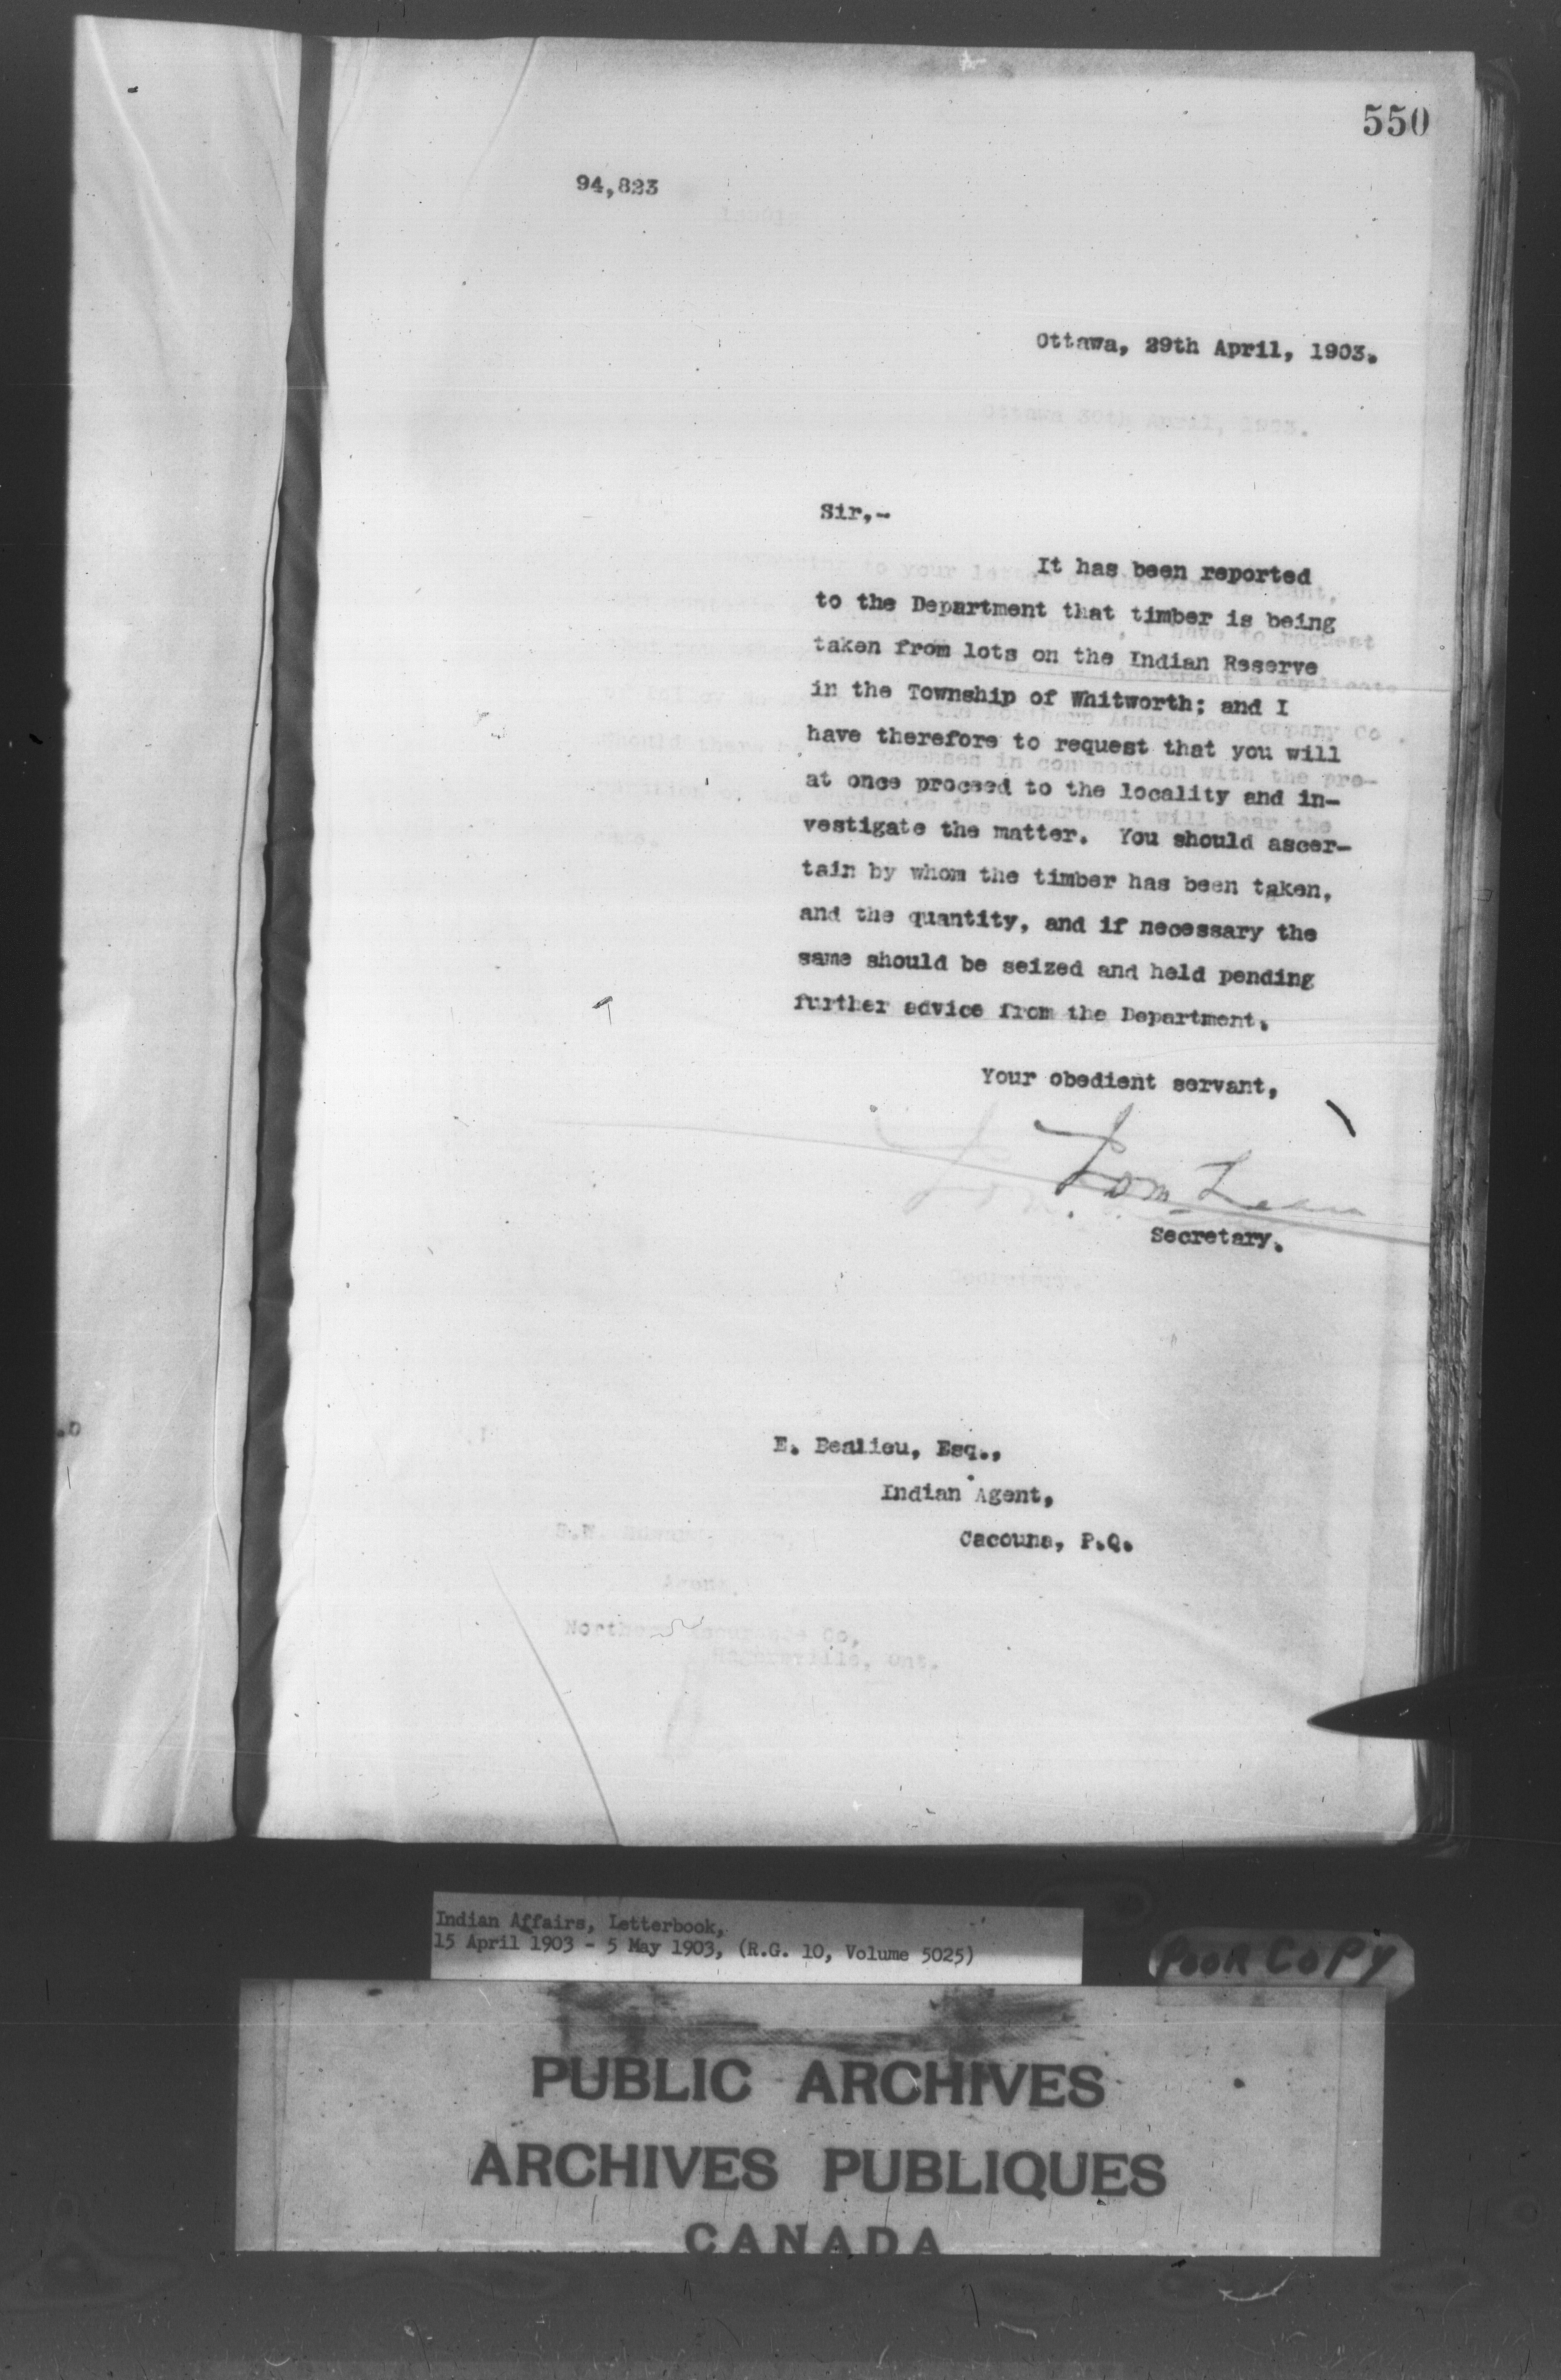 550
94,823
Ottawa, 29th April, 1903.
Ottawa 30th April, 1903.
Sir,-
It has been reported
to the Department that timber is being
taken from lots on the Indian Reserve
in the Township of Whitworth; and I
have therefore to request that you will
at once proceed to the locality and in-
vestigate the matter. You should ascer-
tain by whom the timber has been taken,
and the quantity, and if necessary the
same should be seized and held pending
further advice from the Department.
Your obedient servant,
Secretary.
E. Bealieu, Esq.,
Indian Agent,
Cacouna, P.Q.
Indian Affairs, Letterbook,
15 April 1903 - 5 May 1903, (R.G. 10, Volume 5025)
POOR COPY
PUBLIC ARCHIVES
ARCHIVES PUBLIQUES
CANADA